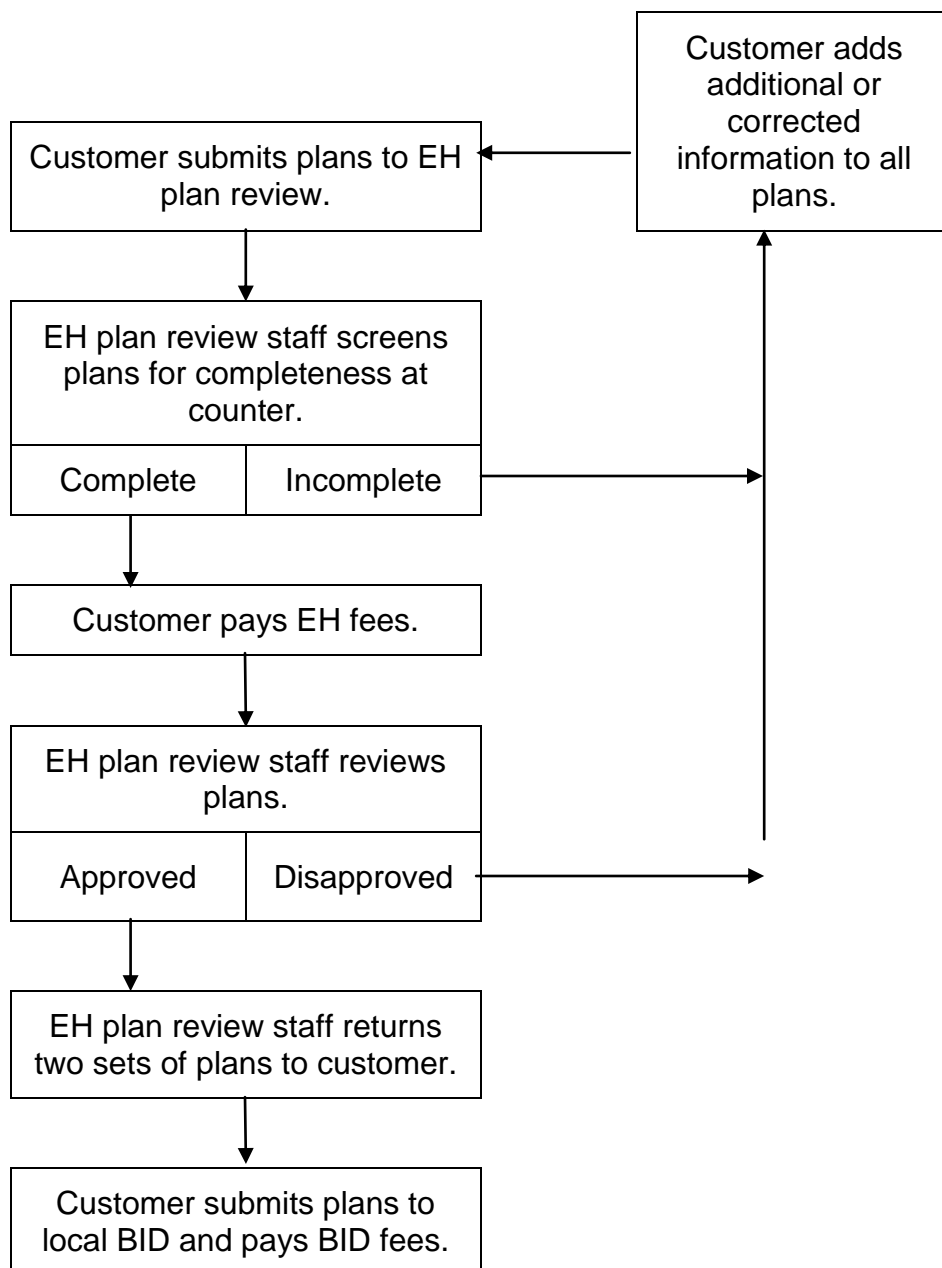 Customer adds
additional or
corrected
information to all
plans.
Customer submits plans to EH
plan review.
EH plan review staff screens
plans for completeness at
counter.
Complete
Incomplete
Customer pays EH fees.
EH plan review staff reviews
plans.
Approved
Disapproved
EH plan review staff returns
two sets of plans to customer.
Customer submits plans to
local BID and pays BID fees.